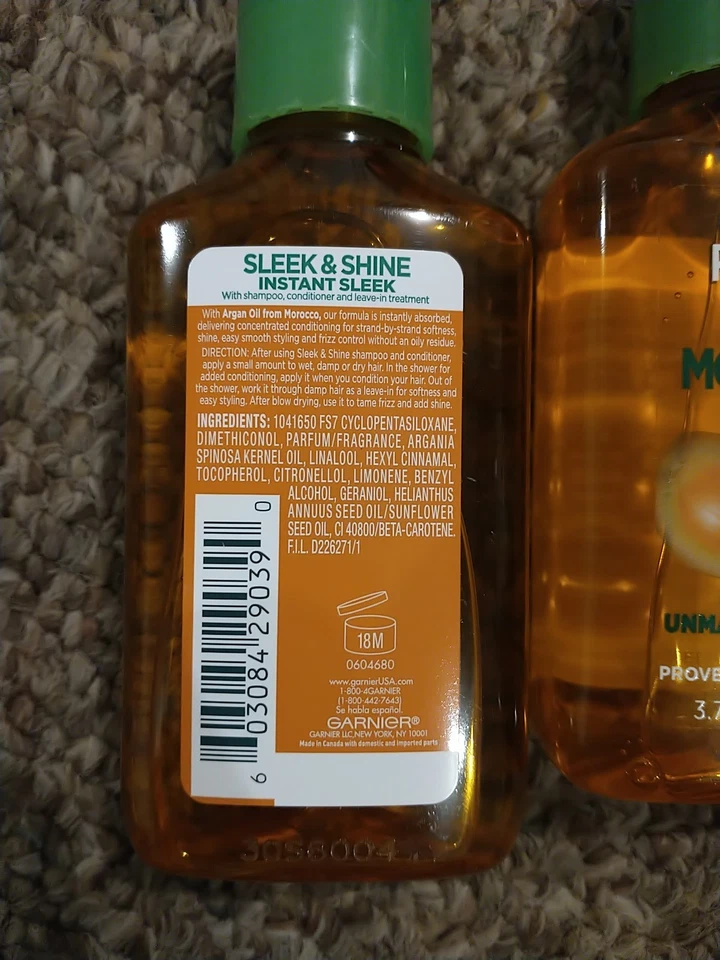 SLEEK & SHINE
INSTANT SLEEK
With shampoo, conditioner and leave-in treatment
With Argan Oil from Morocco, our formula is instantly absorbed,
delivering concentrated conditioning for strand-by-strand softness,
shine, easy smooth styling and frizz control without an oily residue.
DIRECTION: After using Sleek & Shine shampoo and conditioner,
apply a small amount to wet, damp or dry hair. In the shower for
added conditioning, apply it when you condition your hair. Out of
the shower, work it through damp hair as a leave-in for softness and
easy styling. After blow drying, use it to tame frizz and add shine.
INGREDIENTS: 1041650 FS7 CYCLOPENTASILOXANE,
DIMETHICONOL, PARFUM/FRAGRANCE, ARGANIA
SPINOSA KERNEL OIL, LINALOOL, HEXYL CINNAMAL,
TOCOPHEROL, CITRONELLOL, LIMONENE, BENZYL
ALCOHOL, GERANIOL, HELIANTHUS
ANNUUS SEED OIL/SUNFLOWER
SEED OIL, CI 40800/BETA-CAROTENE.
F.I.L. D226271/1
6 03084 29039 0
18M
0604680
www.garnierUSA.com
1-800-4GARNIER
(1-800-442-7643)
Se habla español.
GARNIER®
GARNIER LLC, NEW YORK, NY 10001
Made in Canada with domestic and imported parts
MO
UNMA
PROVE
3.7